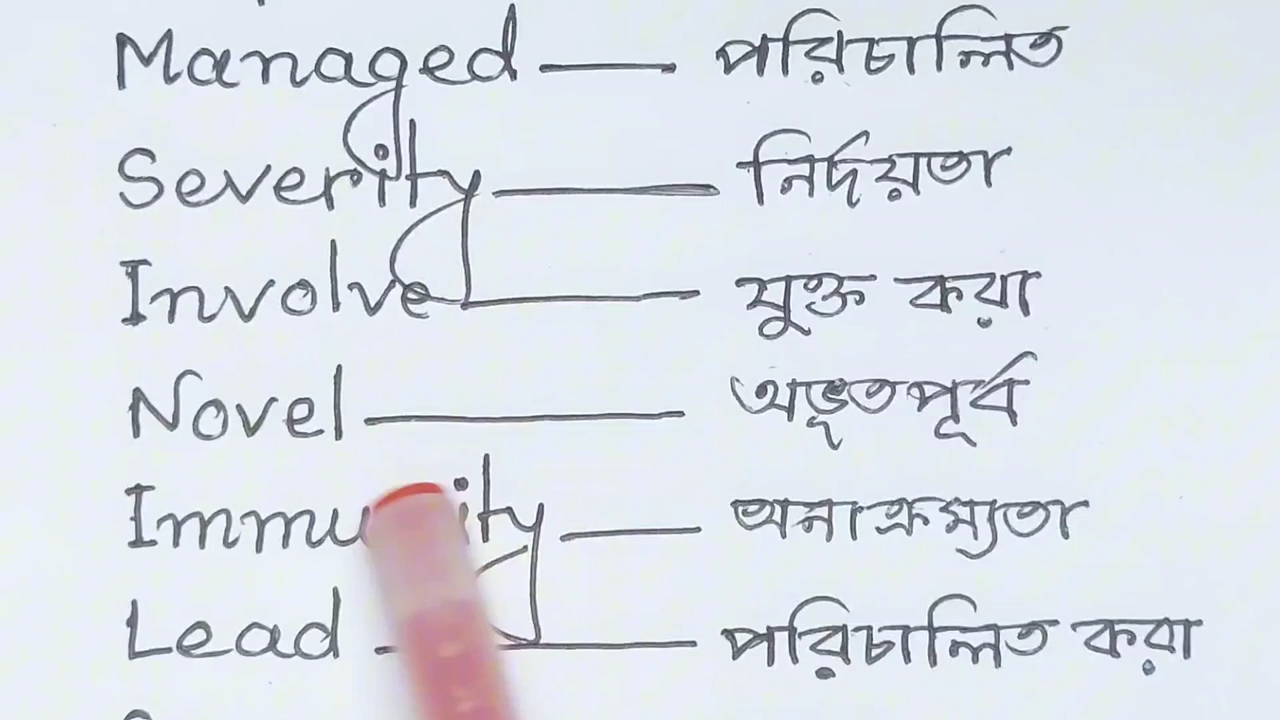 Managed — পরিচালিত
Severity — নির্দয়তা
Involve — যুক্ত করা
Novel — অভূতপূর্ব
— অনাক্রম্যতা
Lead — পরিচালিত করা